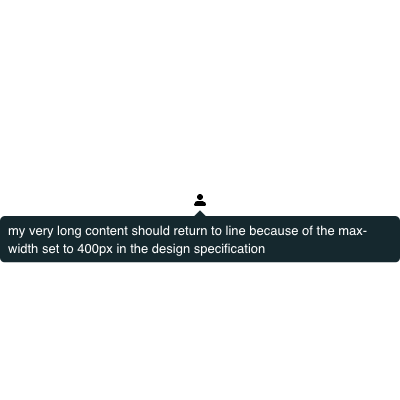 my very long content should return to line because of the max-
width set to 400px in the design specification